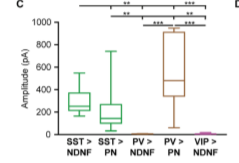 C
D
** ***
** **
*** ***
Amplitude (pA)
1000
800
600
400
200
0
SST > SST > PV > PV > VIP >
NDNF PN NDNF PN NDNF